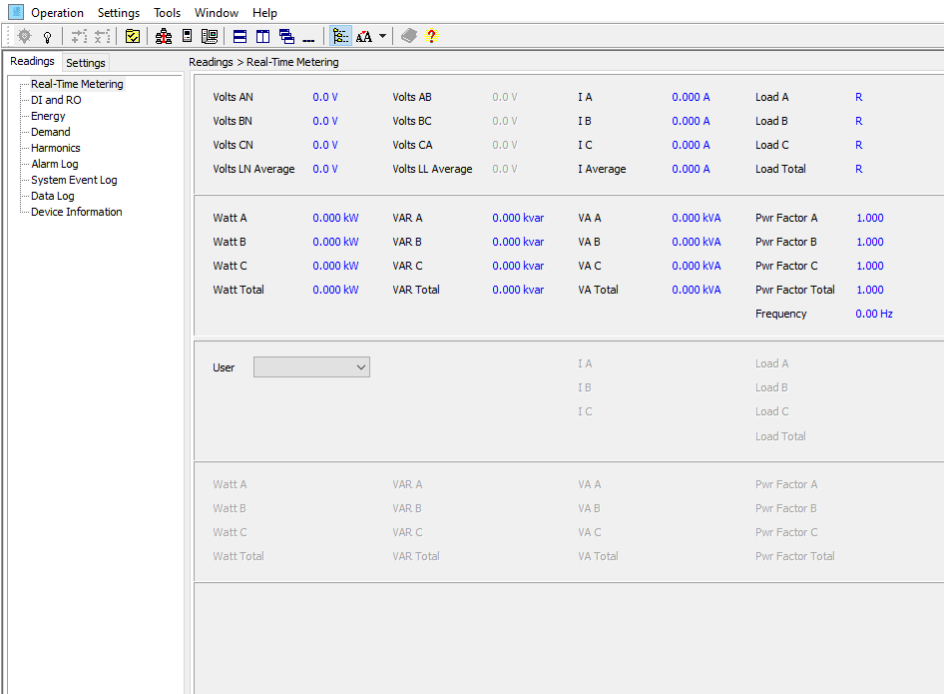 Operation Settings Tools Window Help
Readings Settings
Readings > Real-Time Metering
Real-Time Metering
DI and RO
Energy
Demand
Harmonics
Alarm Log
System Event Log
Data Log
Device Information
Volts AN 0.0 V Volts AB 0.0 V I A 0.000 A Load A R
Volts BN 0.0 V Volts BC 0.0 V I B 0.000 A Load B R
Volts CN 0.0 V Volts CA 0.0 V I C 0.000 A Load C R
Volts LN Average 0.0 V Volts LL Average 0.0 V I Average 0.000 A Load Total R
Watt A 0.000 kW VAR A 0.000 kvar VA A 0.000 kVA Pwr Factor A 1.000
Watt B 0.000 kW VAR B 0.000 kvar VA B 0.000 kVA Pwr Factor B 1.000
Watt C 0.000 kW VAR C 0.000 kvar VA C 0.000 kVA Pwr Factor C 1.000
Watt Total 0.000 kW VAR Total 0.000 kvar VA Total 0.000 kVA Pwr Factor Total 1.000
Frequency 0.00 Hz
User I A Load A
I B Load B
I C Load C
Load Total
Watt A VAR A VA A Pwr Factor A
Watt B VAR B VA B Pwr Factor B
Watt C VAR C VA C Pwr Factor C
Watt Total VAR Total VA Total Pwr Factor Total